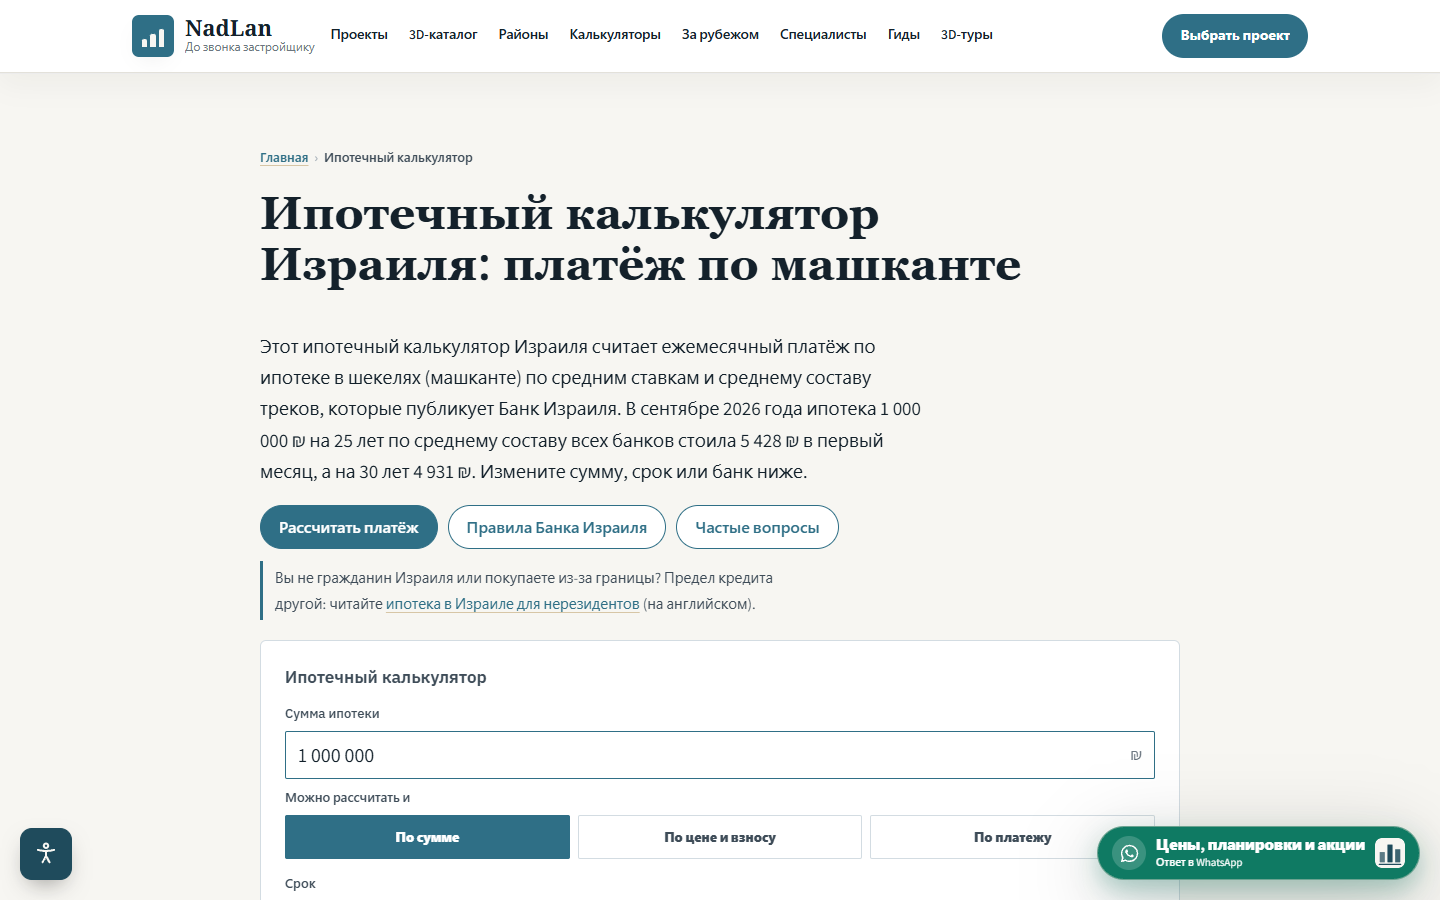 NadLan
До звонка застройщику
Проекты
3D-каталог
Районы
Калькуляторы
За рубежом
Специалисты
Гиды
3D-туры
Выбрать проект
Главная › Ипотечный калькулятор
Ипотечный калькулятор
Израиля: платёж по машканте
Этот ипотечный калькулятор Израиля считает ежемесячный платёж по
ипотеке в шекелях (машканте) по средним ставкам и среднему составу
треков, которые публикует Банк Израиля. В сентябре 2026 года ипотека 1 000
000 ₪ на 25 лет по среднему составу всех банков стоила 5 428 ₪ в первый
месяц, а на 30 лет 4 931 ₪. Измените сумму, срок или банк ниже.
Рассчитать платёж
Правила Банка Израиля
Частые вопросы
Вы не гражданин Израиля или покупаете из-за границы? Предел кредита
другой: читайте ипотека в Израиле для нерезидентов (на английском).
Ипотечный калькулятор
Сумма ипотеки
1 000 000 ₪
Можно рассчитать и
По сумме
По цене и взносу
По платежу
Срок
Цены, планировки и акции
Ответ в WhatsApp